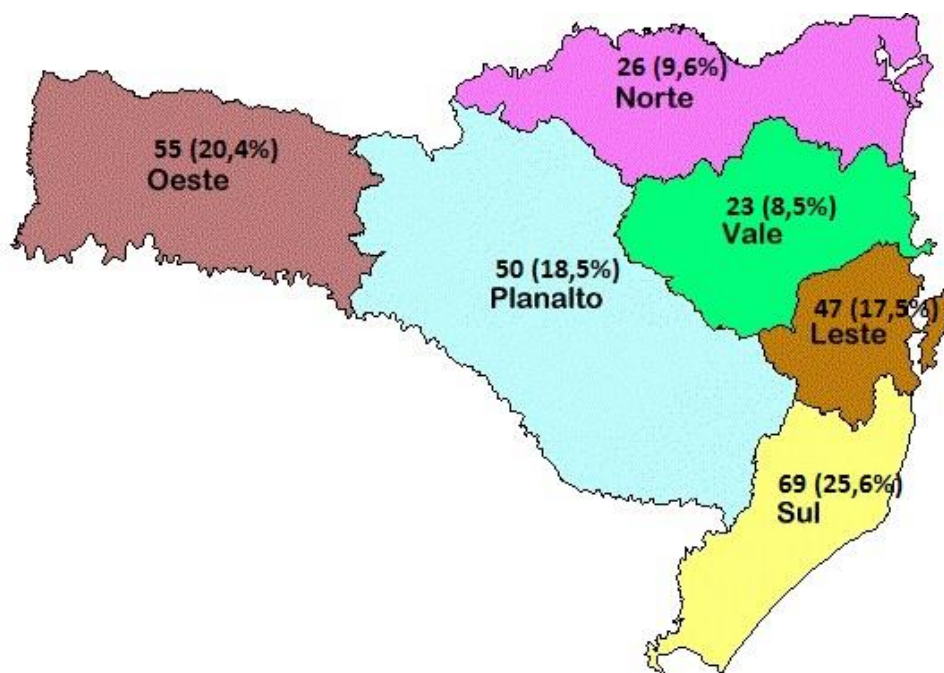 26 (9,6%)
Norte
55 (20,4%)
Oeste
23 (8,5%)
Vale
50 (18,5%)
Planalto
47 (17,5%)
Leste
69 (25,6%)
Sul